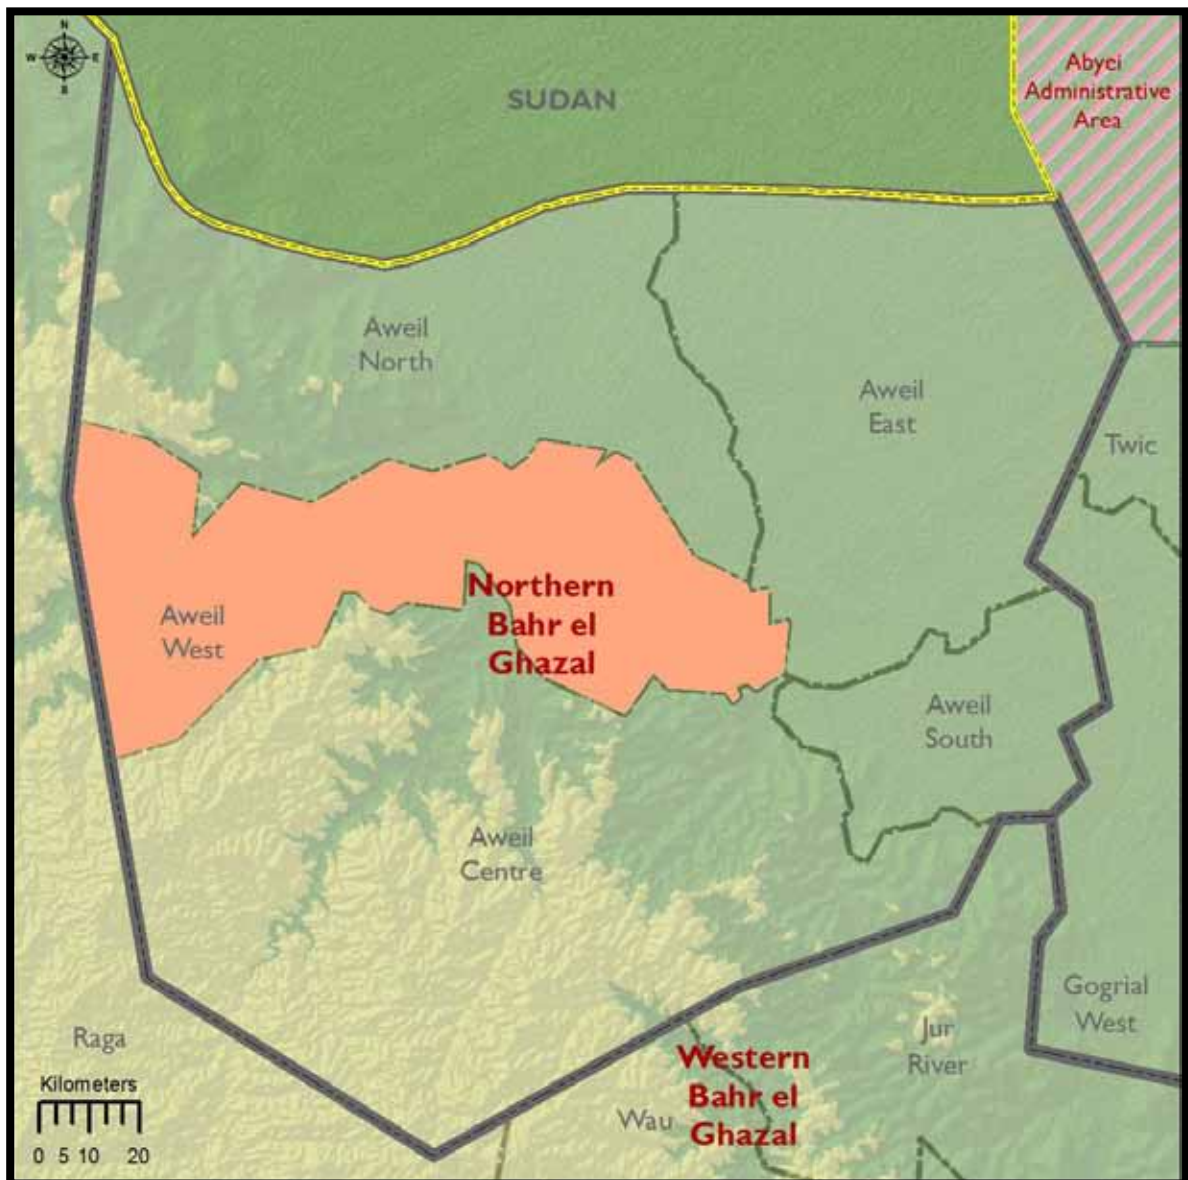 N
W E
S
SUDAN
Abyei
Administrative
Area
Aweil
North
Aweil
East
Twic
Northern
Bahr el
Ghazal
Aweil
West
Aweil
South
Aweil
Centre
Gogrial
West
Jur
River
Raga
Western
Bahr el
Ghazal
Wau
Kilometers
0 5 10 20